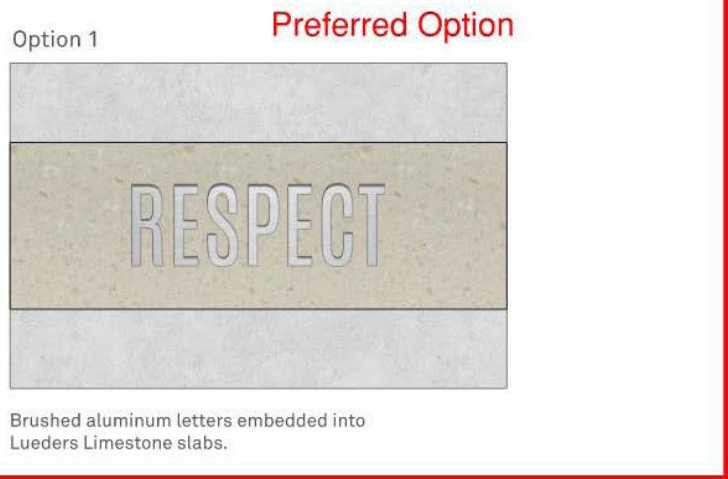 Preferred Option
Option 1
RESPECT
Brushed aluminum letters embedded into
Lueders Limestone slabs.